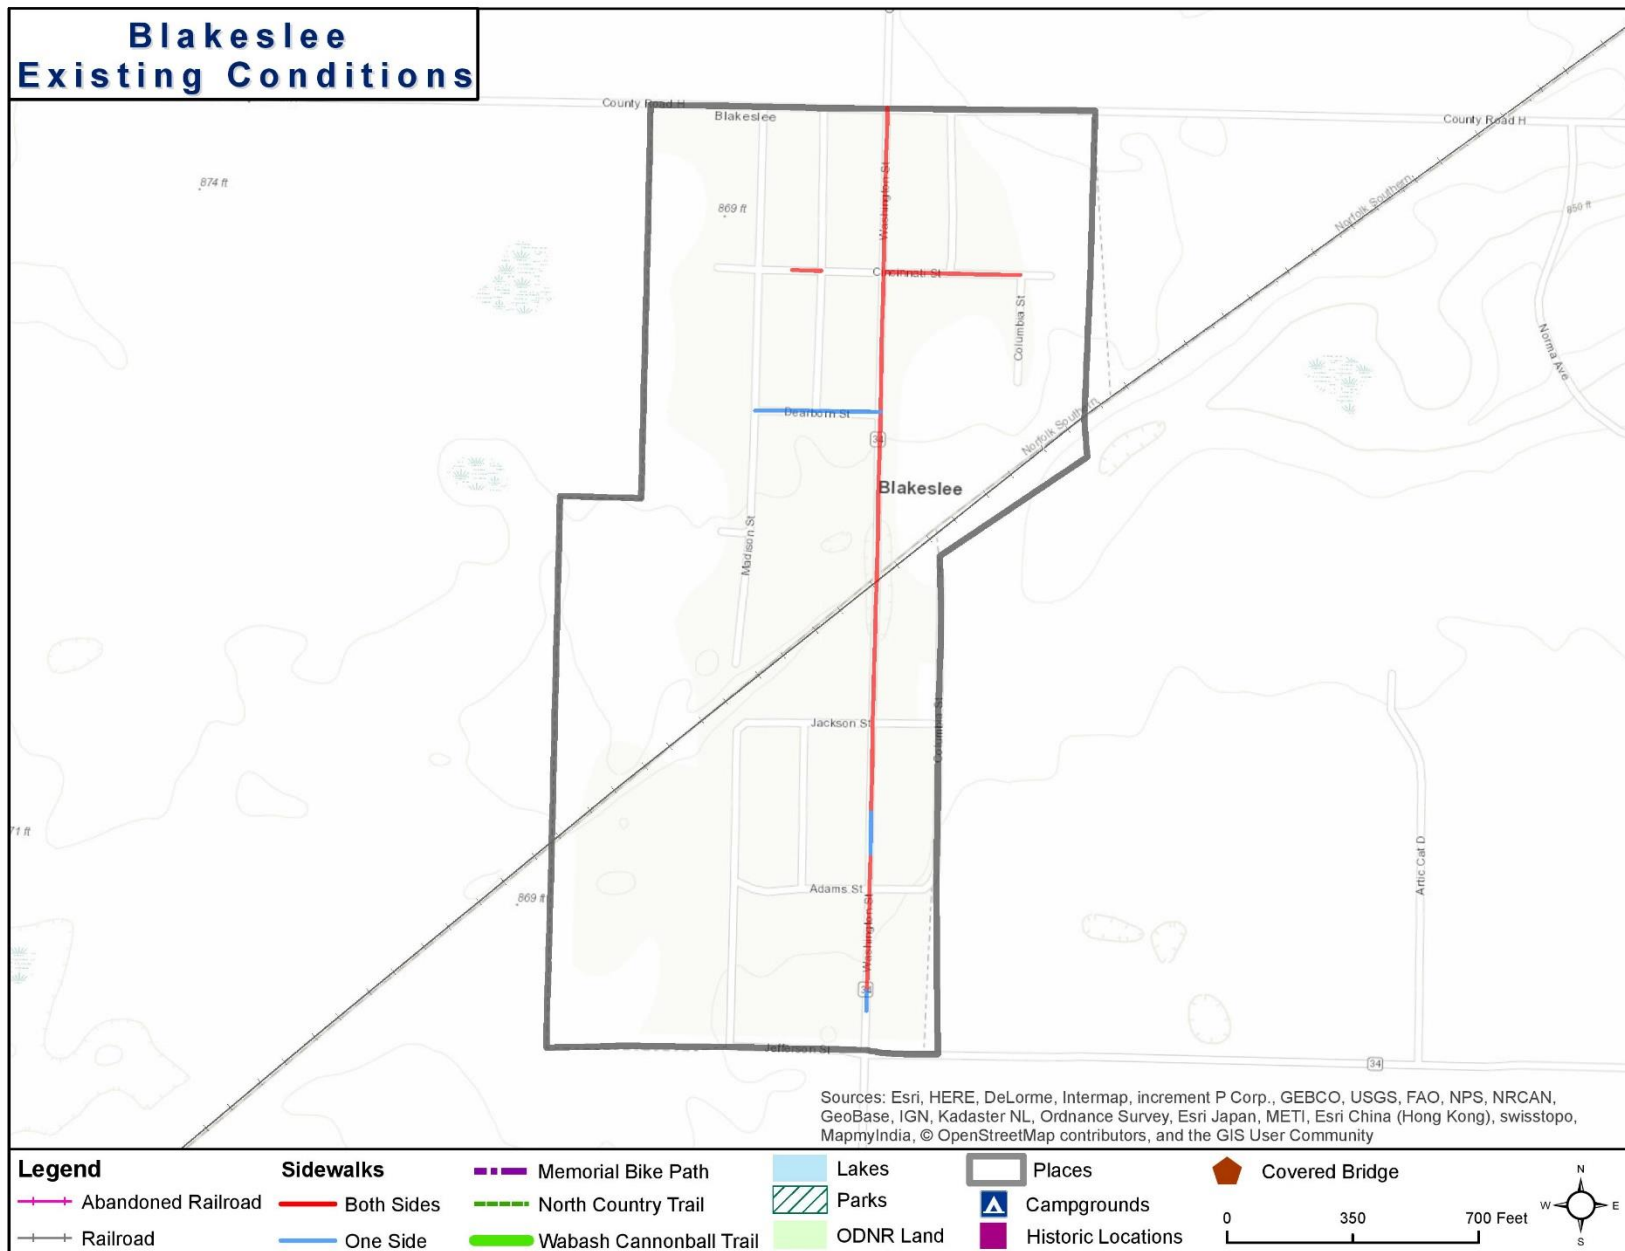 Blakeslee
Existing Conditions
County Road H
Blakeslee
County Road H
874 ft
869 ft
Washington St
Norfolk Southern
850 ft
Cincinnati St
Columbia St
Norma Ave
Dearborn St
34
Norfolk Southern
Blakeslee
Madison St
Jackson St
Columbia St
71 ft
Adams St
869 ft
Washington St
Artic Cat D
34
Jefferson St
34
Sources: Esri, HERE, DeLorme, Intermap, increment P Corp., GEBCO, USGS, FAO, NPS, NRCAN,
GeoBase, IGN, Kadaster NL, Ordnance Survey, Esri Japan, METI, Esri China (Hong Kong), swisstopo,
MapmyIndia, © OpenStreetMap contributors, and the GIS User Community
Legend
Abandoned Railroad
Railroad
Sidewalks
Both Sides
One Side
Memorial Bike Path
North Country Trail
Wabash Cannonball Trail
Lakes
Parks
ODNR Land
Places
Campgrounds
Historic Locations
Covered Bridge
0 350 700 Feet
N
W E
S